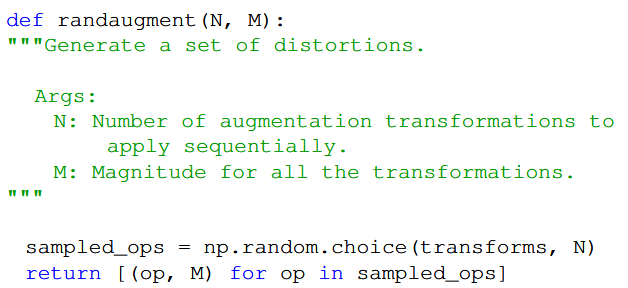 def randaugment(N, M):
"""Generate a set of distortions.
Args:
N: Number of augmentation transformations to
apply sequentially.
M: Magnitude for all the transformations.
"""
sampled_ops = np.random.choice(transforms, N)
return [(op, M) for op in sampled_ops]